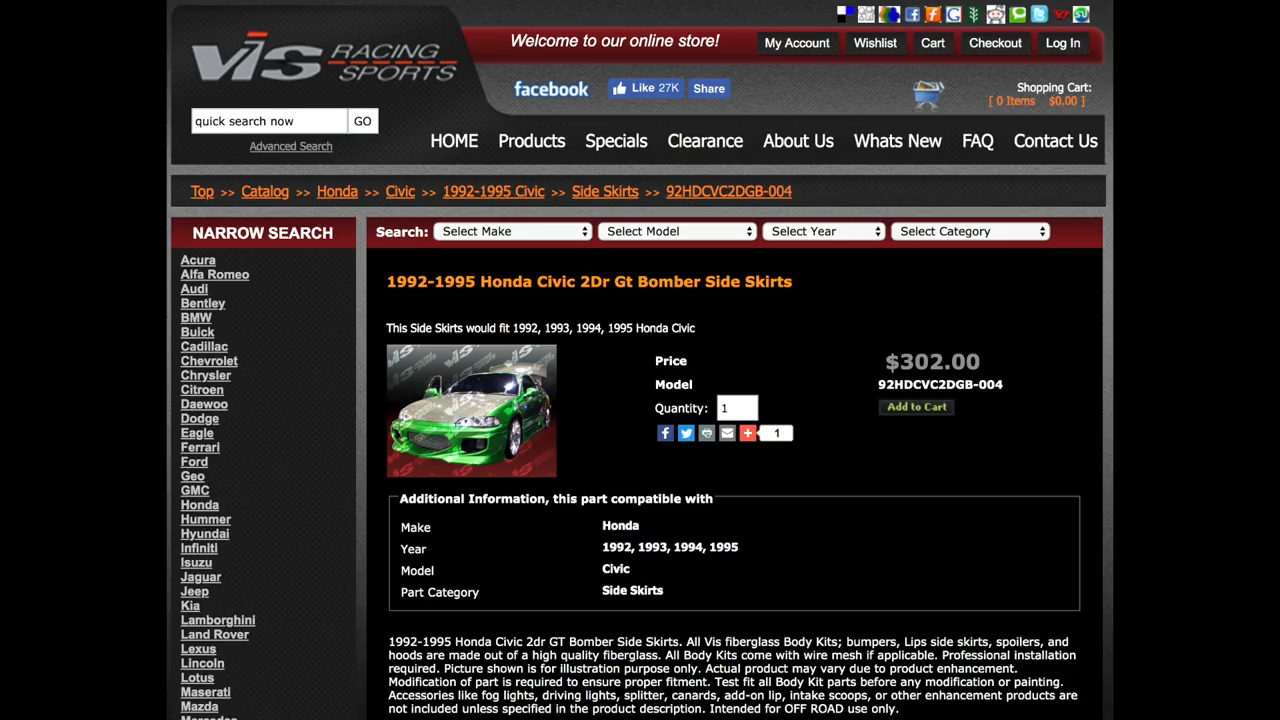 VIS RACING SPORTS
Welcome to our online store!
My Account
Wishlist
Cart
Checkout
Log In
facebook
Like 27K
Share
Shopping Cart:
[ 0 Items $0.00 ]
quick search now
GO
Advanced Search
HOME
Products
Specials
Clearance
About Us
Whats New
FAQ
Contact Us
Top >> Catalog >> Honda >> Civic >> 1992-1995 Civic >> Side Skirts >> 92HDCVC2DGB-004
NARROW SEARCH
Acura
Alfa Romeo
Audi
Bentley
BMW
Buick
Cadillac
Chevrolet
Chrysler
Citroen
Daewoo
Dodge
Eagle
Ferrari
Ford
Geo
GMC
Honda
Hummer
Hyundai
Infiniti
Isuzu
Jaguar
Jeep
Kia
Lamborghini
Land Rover
Lexus
Lincoln
Lotus
Maserati
Mazda
Search:
Select Make
Select Model
Select Year
Select Category
1992-1995 Honda Civic 2Dr Gt Bomber Side Skirts
This Side Skirts would fit 1992, 1993, 1994, 1995 Honda Civic
Price $302.00
Model 92HDCVC2DGB-004
Quantity: 1
Add to Cart
1
Additional Information, this part compatible with
Make Honda
Year 1992, 1993, 1994, 1995
Model Civic
Part Category Side Skirts
1992-1995 Honda Civic 2dr GT Bomber Side Skirts. All Vis fiberglass Body Kits; bumpers, Lips side skirts, spoilers, and
hoods are made out of a high quality fiberglass. All Body Kits come with wire mesh if applicable. Professional installation
required. Picture shown is for illustration purpose only. Actual product may vary due to product enhancement.
Modification of part is required to ensure proper fitment. Test fit all Body Kit parts before any modification or painting.
Accessories like fog lights, driving lights, splitter, canards, add-on lip, intake scoops, or other enhancement products are
not included unless specified in the product description. Intended for OFF ROAD use only.